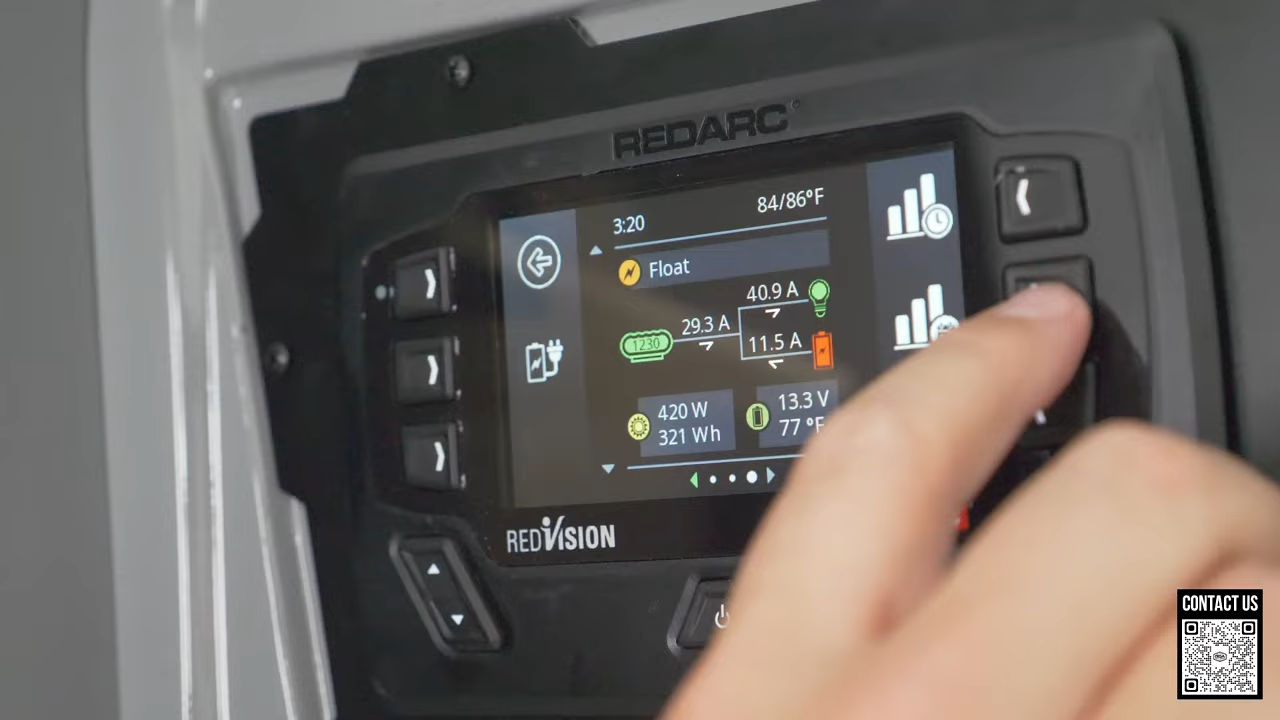 REDARC
3:20
84/86°F
Float
40.9 A
29.3 A
1230
11.5 A
420 W
321 Wh
13.3 V
77 °F
REDVISION
CONTACT US